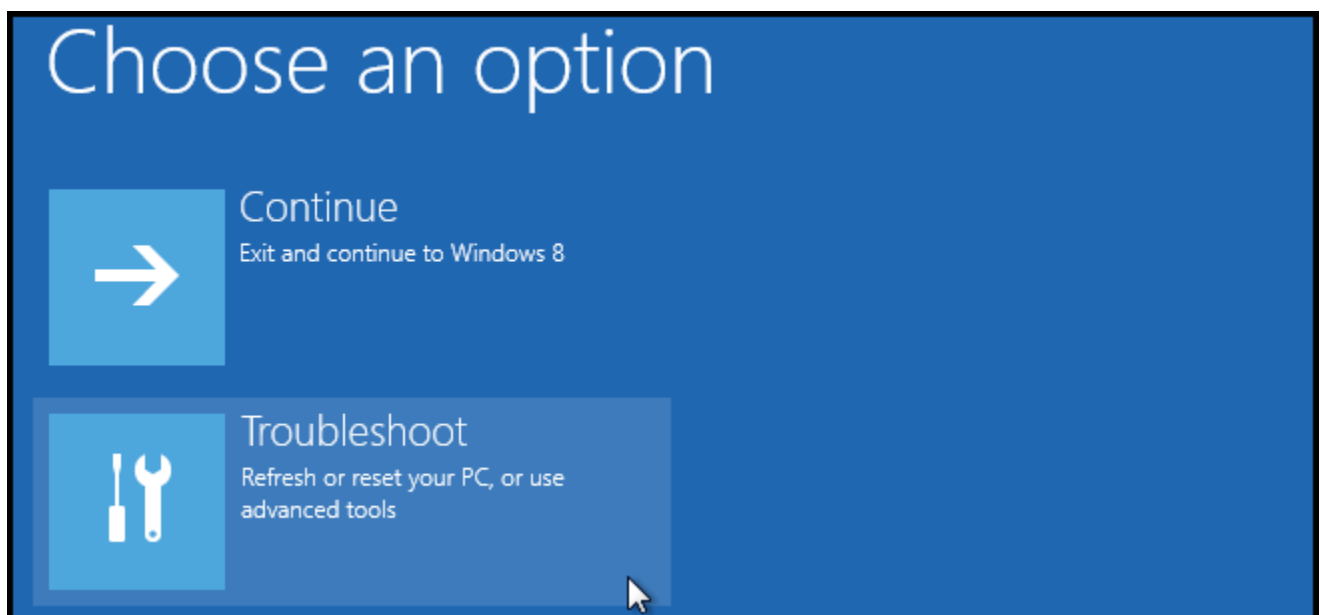 Choose an option
Continue
Exit and continue to Windows 8
Troubleshoot
Refresh or reset your PC, or use
advanced tools